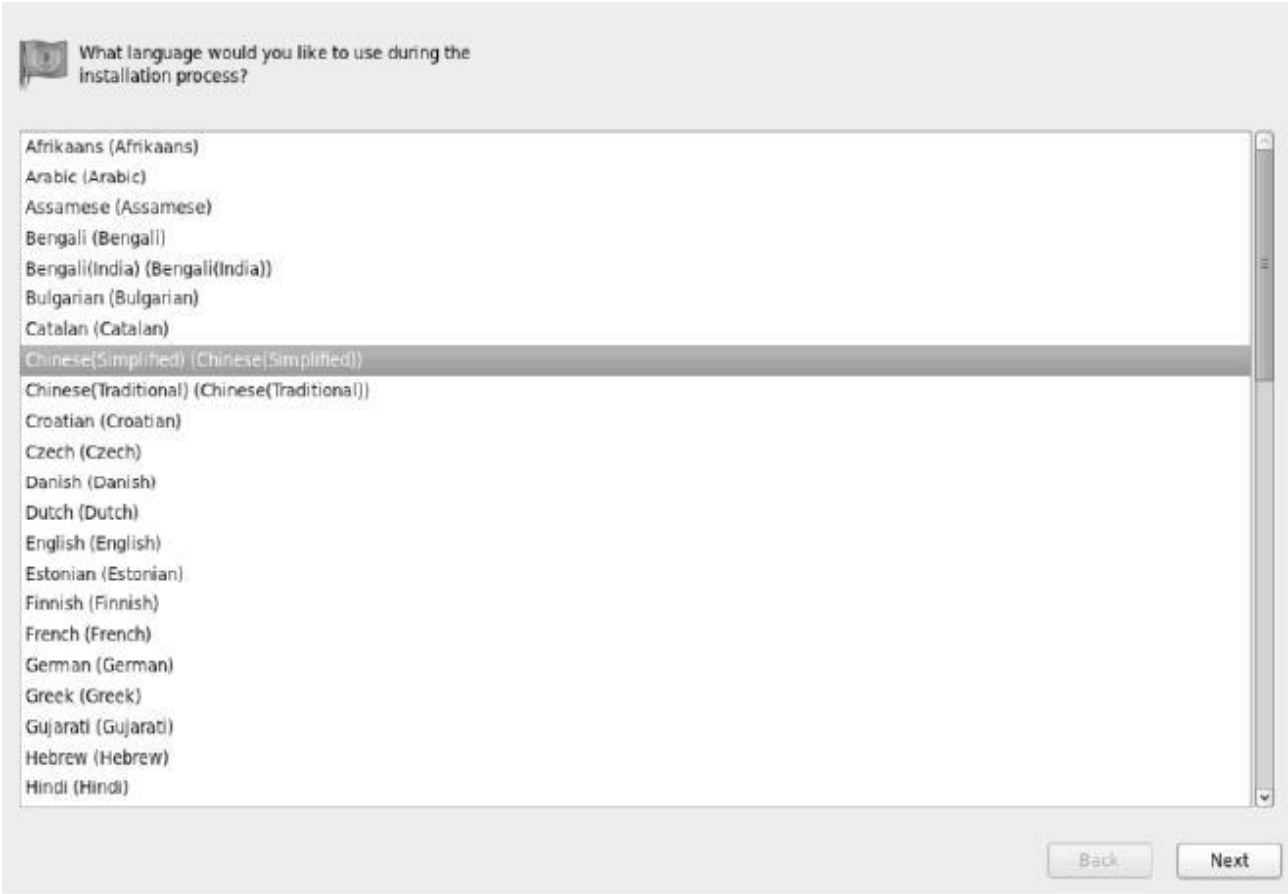 What language would you like to use during the
installation process?
Afrikaans (Afrikaans)
Arabic (Arabic)
Assamese (Assamese)
Bengali (Bengali)
Bengali(India) (Bengali(India))
Bulgarian (Bulgarian)
Catalan (Catalan)
Chinese(Simplified) (Chinese(Simplified))
Chinese(Traditional) (Chinese(Traditional))
Croatian (Croatian)
Czech (Czech)
Danish (Danish)
Dutch (Dutch)
English (English)
Estonian (Estonian)
Finnish (Finnish)
French (French)
German (German)
Greek (Greek)
Gujarati (Gujarati)
Hebrew (Hebrew)
Hindi (Hindi)
Back Next